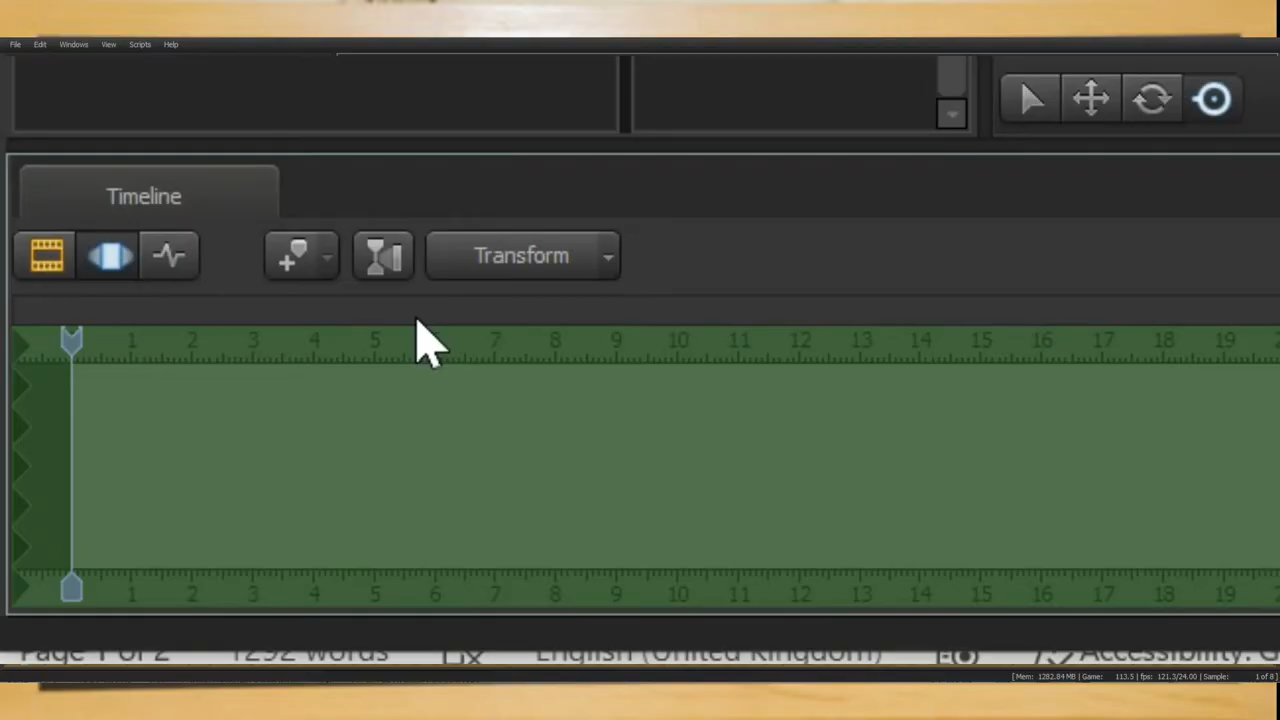 File Edit Windows View Scripts Help
Timeline
Transform
1 2 3 4 5 7 8 9 10 11 12 13 14 15 16 17 18 19
1 2 3 4 5 6 7 8 9 10 11 12 13 14 15 16 17 18 19
Page 1 of 2 1292 words English (United Kingdom) Accessibility:
[ Mem: 1282.84 MB | Game: 113.5 | fps: 121.3/24.00 | Sample: 1 of 8 ]